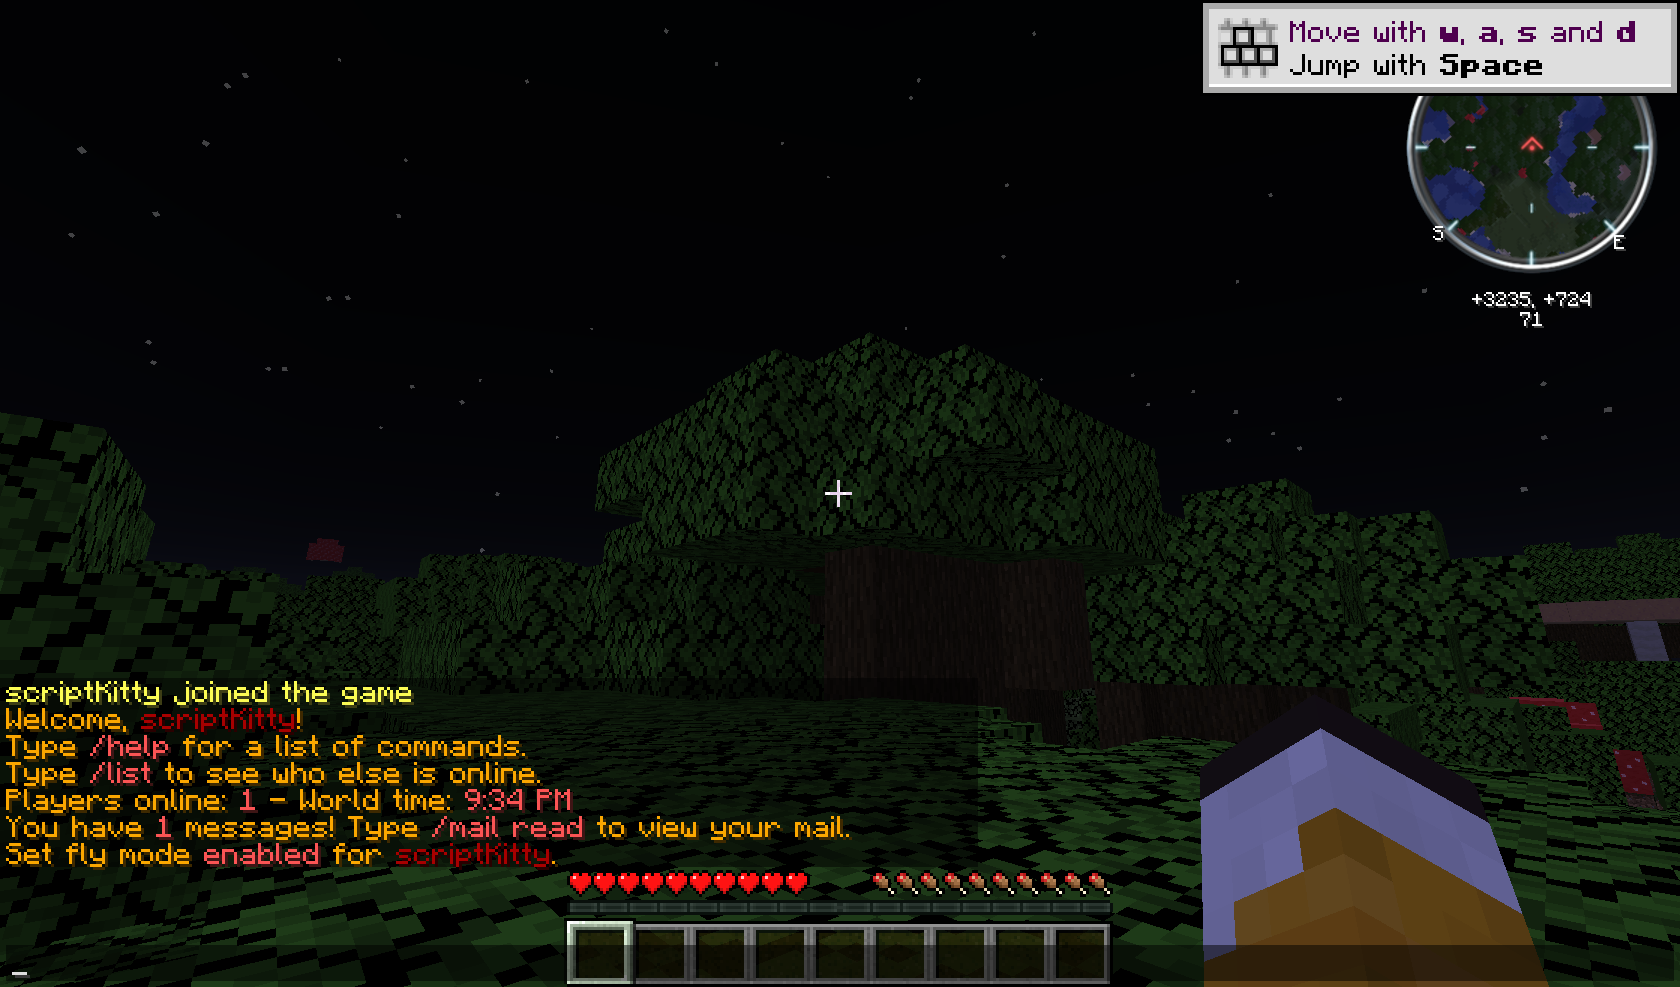 Move with w, a, s and d
Jump with Space
S
E
+3235, +724
71
scriptKitty joined the game
Welcome, scriptKitty!
Type /help for a list of commands.
Type /list to see who else is online.
Players online: 1 – World time: 9:34 PM
You have 1 messages! Type /mail read to view your mail.
Set fly mode enabled for scriptKitty.
_